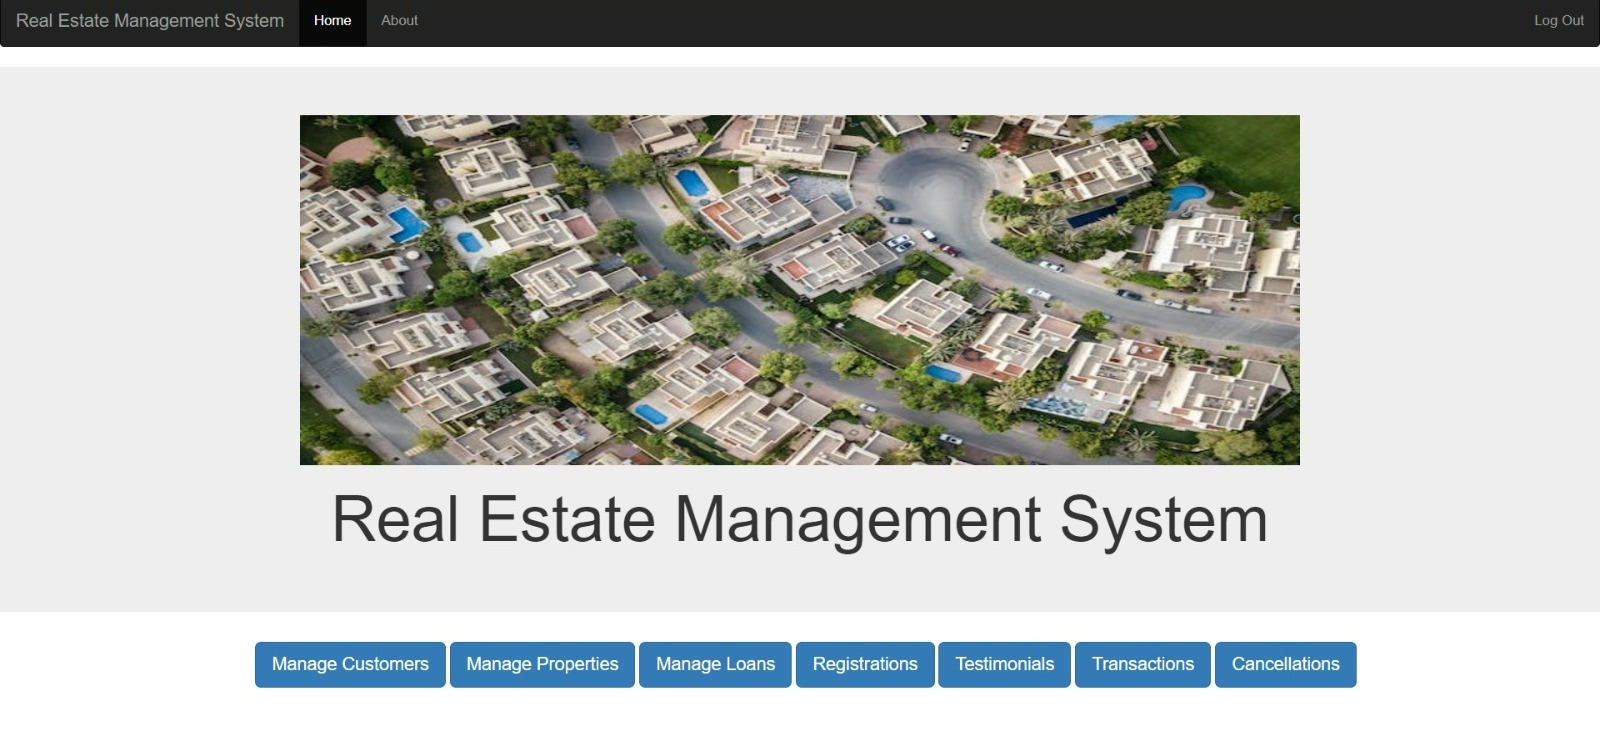 Real Estate Management System Home About Log Out
Real Estate Management System
Manage Customers Manage Properties Manage Loans Registrations Testimonials Transactions Cancellations